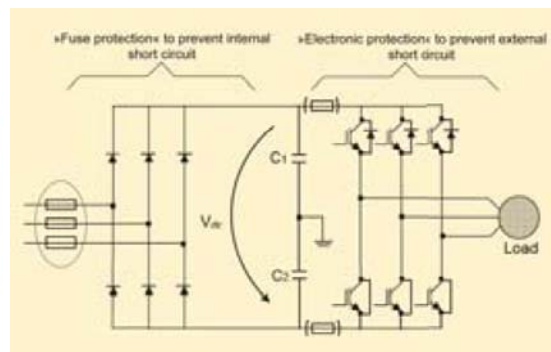 »Fuse protection« to prevent internal
short circuit
»Electronic protection« to prevent external
short circuit
C1
Vdc
C2
Load